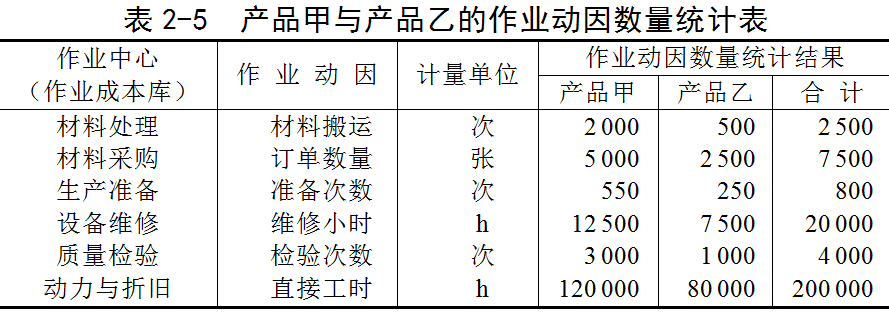 表 2-5 产品甲与产品乙的作业动因数量统计表
作业中心 作业动因数量统计结果
(作业成本库) 作 业 动 因 计量单位 产品甲 产品乙 合 计
材料处理 材料搬运 次 2 000 500 2 500
材料采购 订单数量 张 5 000 2 500 7 500
生产准备 准备次数 次 550 250 800
设备维修 维修小时 h 12 500 7 500 20 000
质量检验 检验次数 次 3 000 1 000 4 000
动力与折旧 直接工时 h 120 000 80 000 200 000